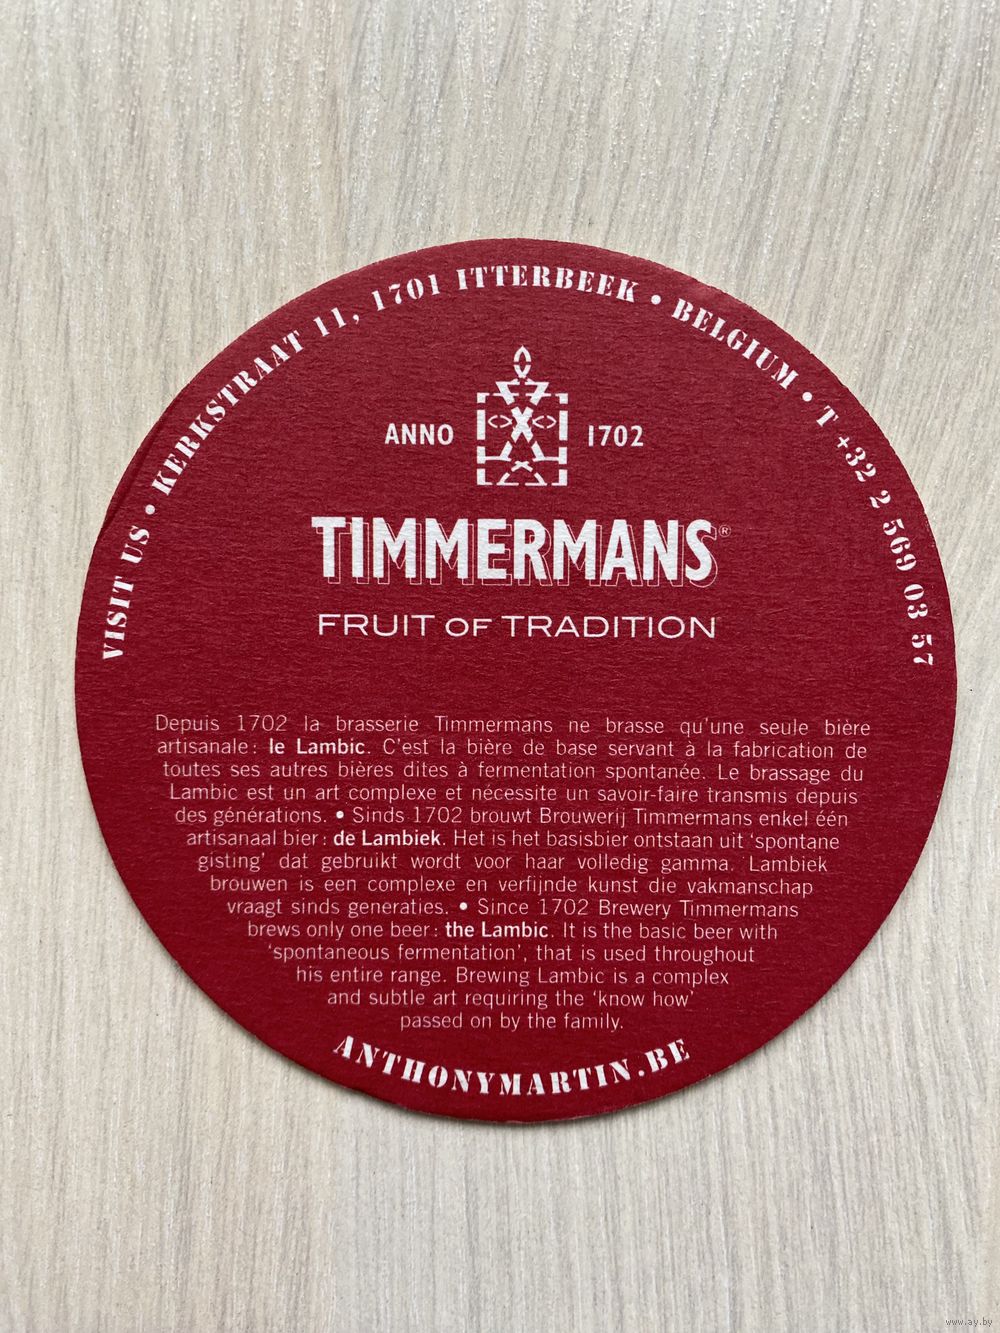 VISIT US • KERKSTRAAT 11, 1701 ITTERBEEK • BELGIUM • T +32 2 569 03 57
ANNO 1702
TIMMERMANS®
FRUIT OF TRADITION
Depuis 1702 la brasserie Timmermans ne brasse qu'une seule bière
artisanale: le Lambic. C'est la bière de base servant à la fabrication de
toutes ses autres bières dites à fermentation spontanée. Le brassage du
Lambic est un art complexe et nécessite un savoir-faire transmis depuis
des générations. • Sinds 1702 brouwt Brouwerij Timmermans enkel één
artisanaal bier: de Lambiek. Het is het basisbier ontstaan uit 'spontane
gisting' dat gebruikt wordt voor haar volledig gamma. Lambiek
brouwen is een complexe en verfijnde kunst die vakmanschap
vraagt sinds generaties. • Since 1702 Brewery Timmermans
brews only one beer: the Lambic. It is the basic beer with
'spontaneous fermentation', that is used throughout
his entire range. Brewing Lambic is a complex
and subtle art requiring the 'know how'
passed on by the family.
ANTHONYMARTIN.BE
www.ay.by